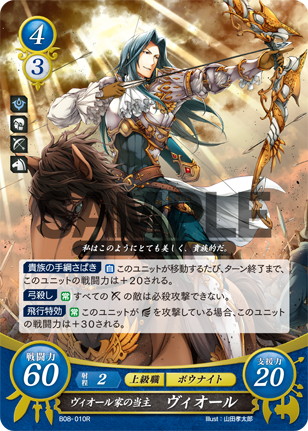 4
3
SAMPLE
私はこのようにとても美しく、貴族的だ。
貴族の手綱さばき 自 このユニットが移動するたび、ターン終了まで、
このユニットの戦闘力は+20される。
弓殺し 常 すべての の敵は必殺攻撃できない。
飛行特効 常 このユニットが を攻撃している場合、このユニット
の戦闘力は+30される。
戦闘力 60
射程 2 上級職 ボウナイト
支援力 20
ヴィオール家の当主 ヴィオール
B08-010R
Illust:山田孝太郎